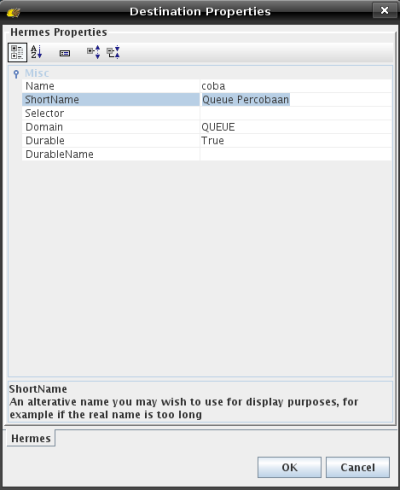 Destination Properties
Hermes Properties
Misc
Name coba
ShortName Queue Percobaan
Selector
Domain QUEUE
Durable True
DurableName
ShortName
An alterative name you may wish to use for display purposes, for
example if the real name is too long
Hermes
OK Cancel